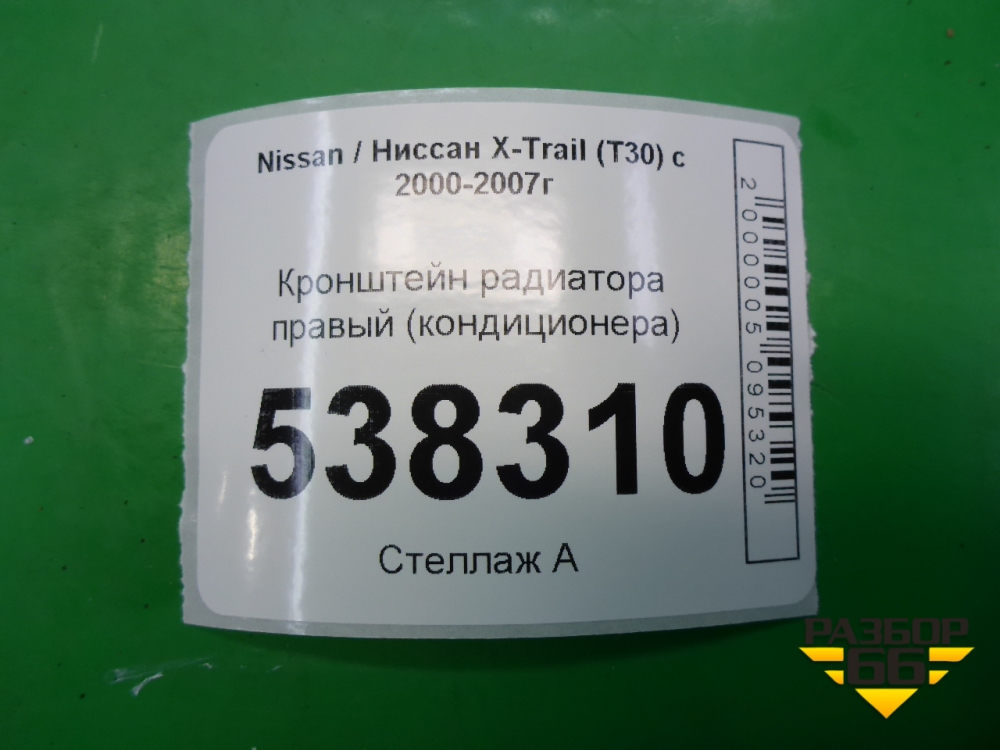 Nissan / Ниссан X-Trail (T30) с
2000-2007г
Кронштейн радиатора
правый (кондиционера)
538310
Стеллаж А
2000005095320
РАЗБОР
66